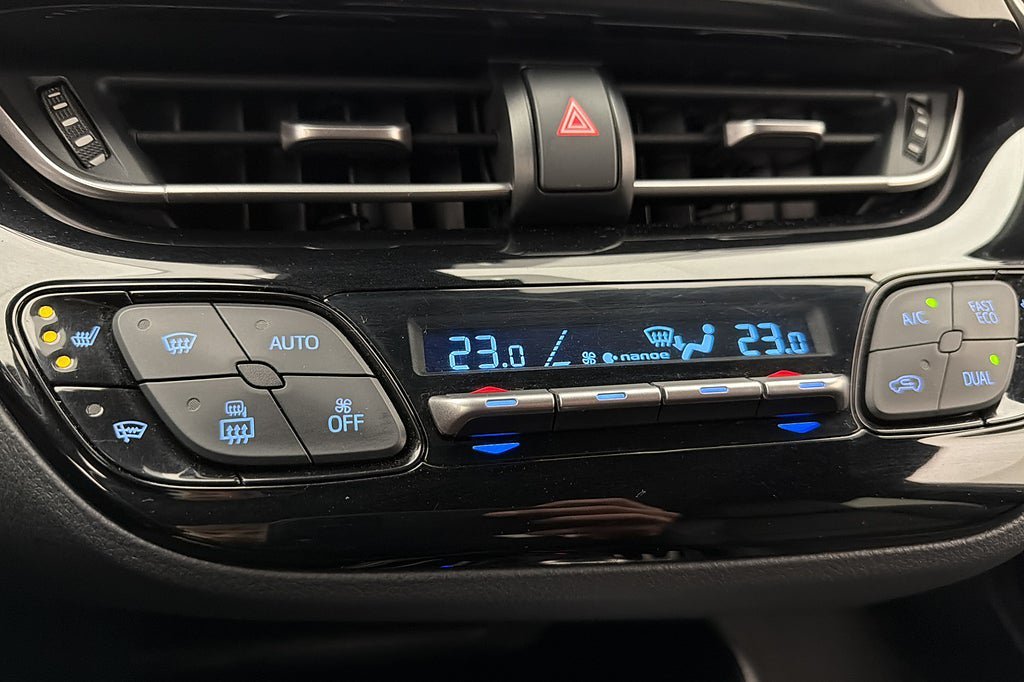 AUTO
OFF
23.0
nanoe
23.0
A/C
FAST
ECO
DUAL